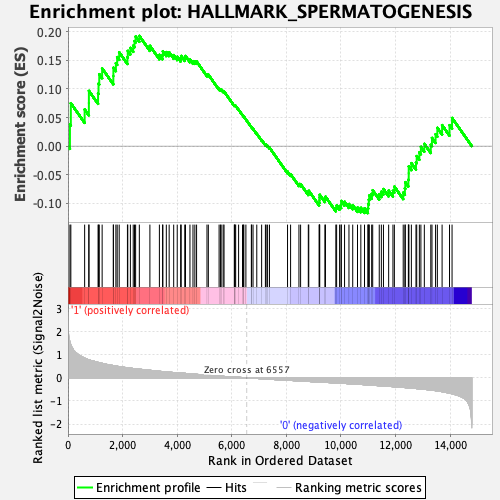 Enrichment plot: HALLMARK_SPERMATOGENESIS
Enrichment score (ES)
0.20
0.15
0.10
0.05
0.00
-0.05
-0.10
'1' (positively correlated)
Ranked list metric (Signal2Noise)
3
2
1
0
-1
-2
Zero cross at 6557
'0' (negatively correlated)
0
2,000
4,000
6,000
8,000
10,000
12,000
14,000
Rank in Ordered Dataset
Enrichment profile
Hits
Ranking metric scores